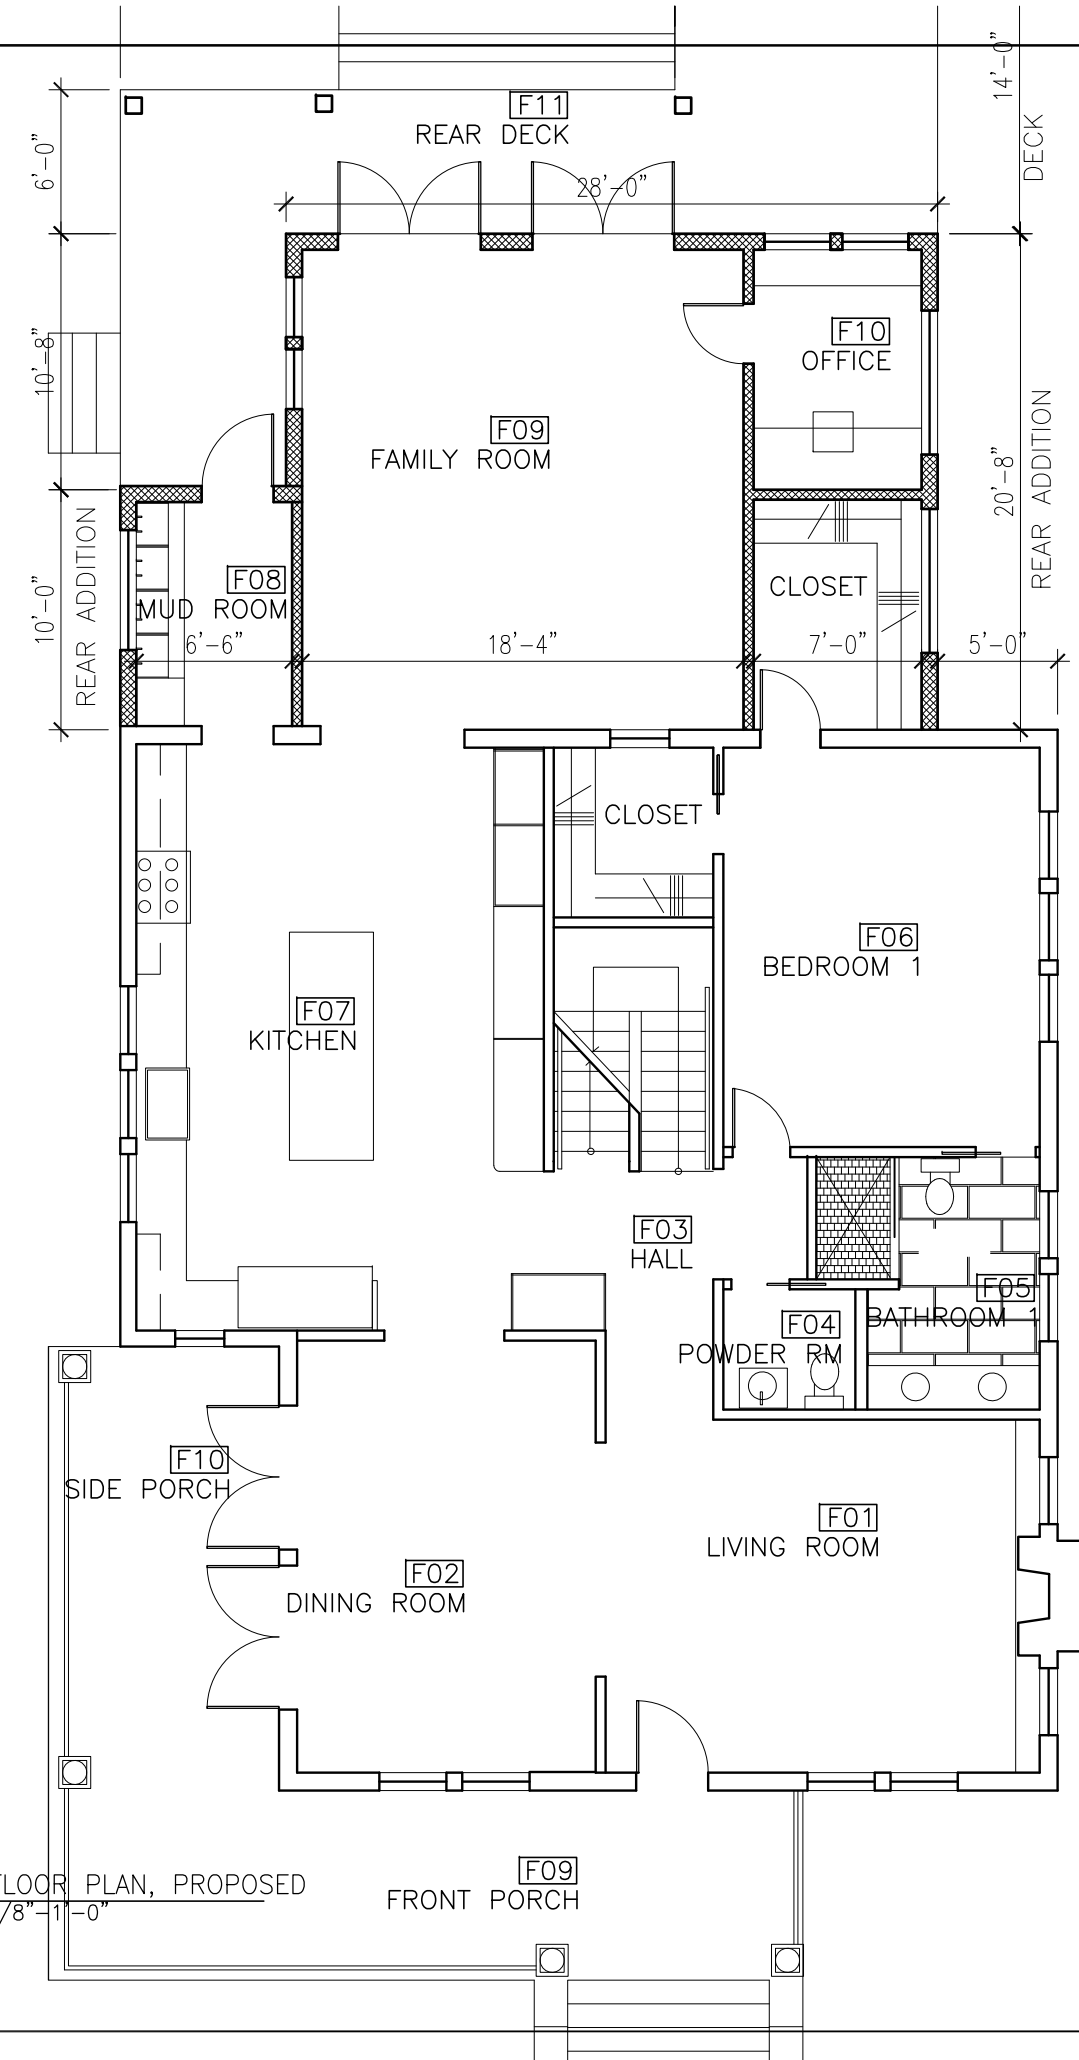 14'-0"
F11
REAR DECK
DECK
6'-0"
28'-0"
F10
OFFICE
10'-8"
F09
FAMILY ROOM
20'-8"
REAR ADDITION
REAR ADDITION
10'-0"
F08
MUD ROOM
CLOSET
6'-6"
18'-4"
7'-0"
5'-0"
CLOSET
F06
BEDROOM 1
F07
KITCHEN
F03
HALL
F05
BATHROOM 1
F04
POWDER RM
F10
SIDE PORCH
F01
LIVING ROOM
F02
DINING ROOM
F09
FRONT PORCH
FLOOR PLAN, PROPOSED
/8"-1'-0"